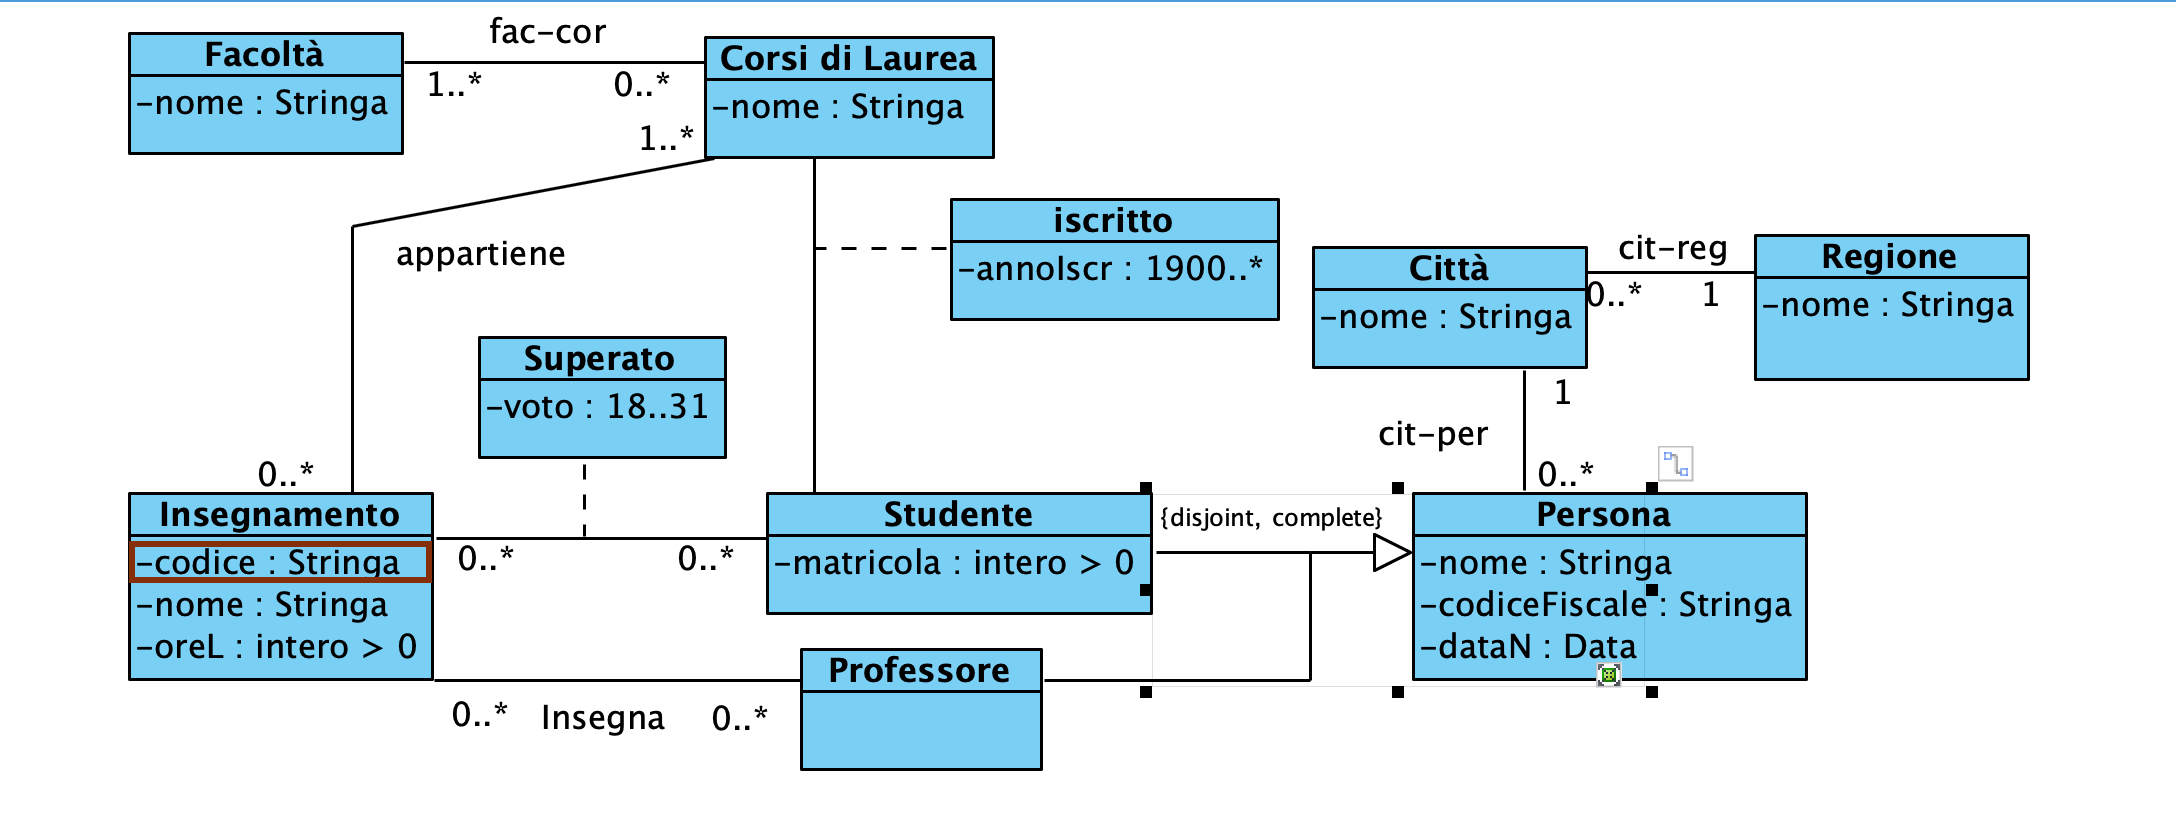 fac-cor
Facoltà
-nome : Stringa
1..*
0..*
Corsi di Laurea
-nome : Stringa
1..*
appartiene
iscritto
-annoIscr : 1900..*
Città
-nome : Stringa
cit-reg
0..*
1
Regione
-nome : Stringa
Superato
-voto : 18..31
1
cit-per
0..*
0..*
Insegnamento
-codice : Stringa
-nome : Stringa
-oreL : intero > 0
0..*
0..*
Studente
-matricola : intero > 0
{disjoint, complete}
Persona
-nome : Stringa
-codiceFiscale : Stringa
-dataN : Data
Professore
0..*
Insegna
0..*